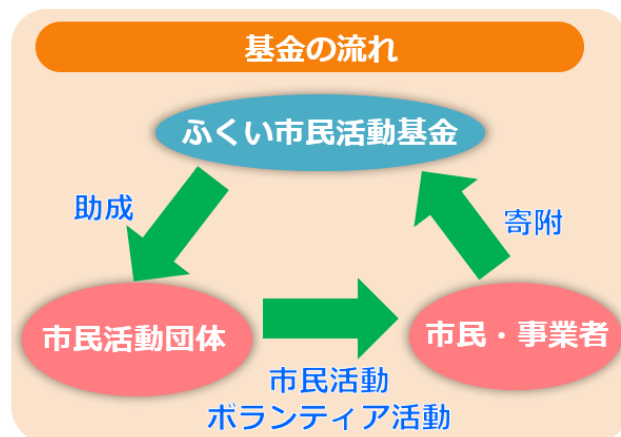 基金の流れ
ふくい市民活動基金
助成
寄附
市民活動団体
市民・事業者
市民活動
ボランティア活動